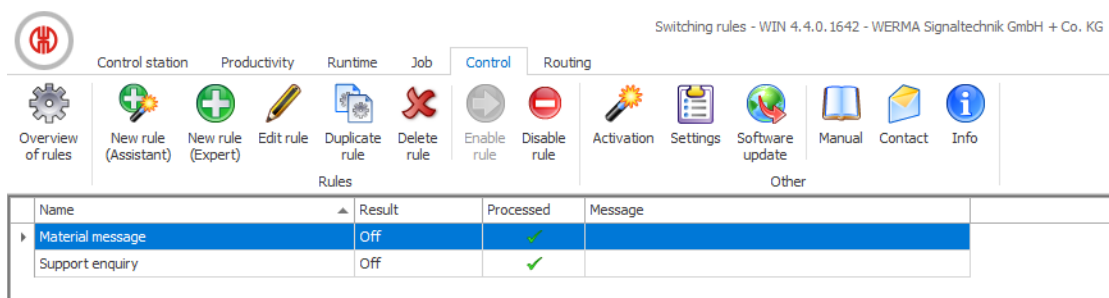 Switching rules - WIN 4.4.0.1642 - WERMA Signaltechnik GmbH + Co. KG
Control station Productivity Runtime Job Control Routing
Overview of rules
New rule (Assistant)
New rule (Expert)
Edit rule
Duplicate rule
Delete rule
Enable rule
Disable rule
Activation
Settings
Software update
Manual
Contact
Info
Rules Other
Name Result Processed Message
Material message Off
Support enquiry Off